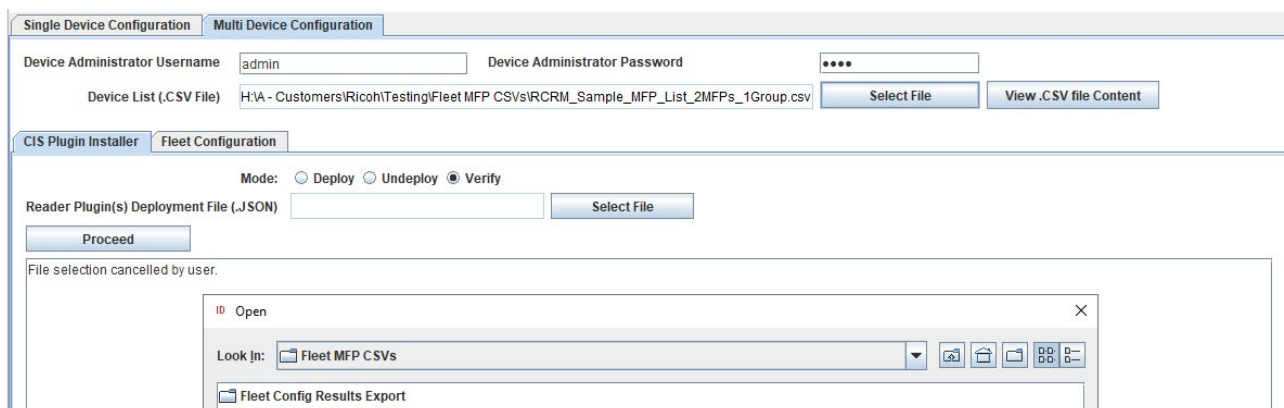 Single Device Configuration Multi Device Configuration
Device Administrator Username admin Device Administrator Password ••••
Device List (.CSV File) H:\A - Customers\Ricoh\Testing\Fleet MFP CSVs\RCRM_Sample_MFP_List_2MFPs_1Group.csv Select File View .CSV file Content
CIS Plugin Installer Fleet Configuration
Mode: Deploy Undeploy Verify
Reader Plugin(s) Deployment File (.JSON) Select File
Proceed
File selection cancelled by user.
ID Open
Look In: Fleet MFP CSVs
Fleet Config Results Export